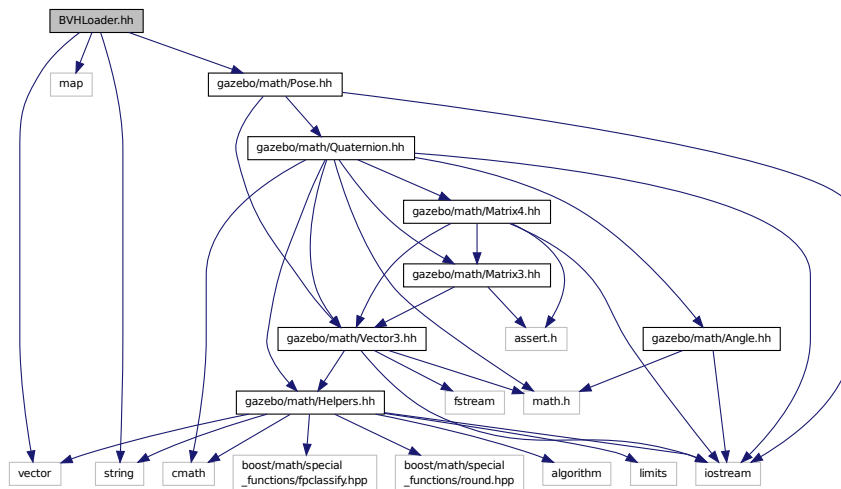 BVHLoader.hh
map
gazebo/math/Pose.hh
gazebo/math/Quaternion.hh
gazebo/math/Matrix4.hh
gazebo/math/Matrix3.hh
gazebo/math/Vector3.hh
assert.h
gazebo/math/Angle.hh
gazebo/math/Helpers.hh
fstream
math.h
vector
string
cmath
boost/math/special
_functions/fpclassify.hpp
boost/math/special
_functions/round.hpp
algorithm
limits
iostream